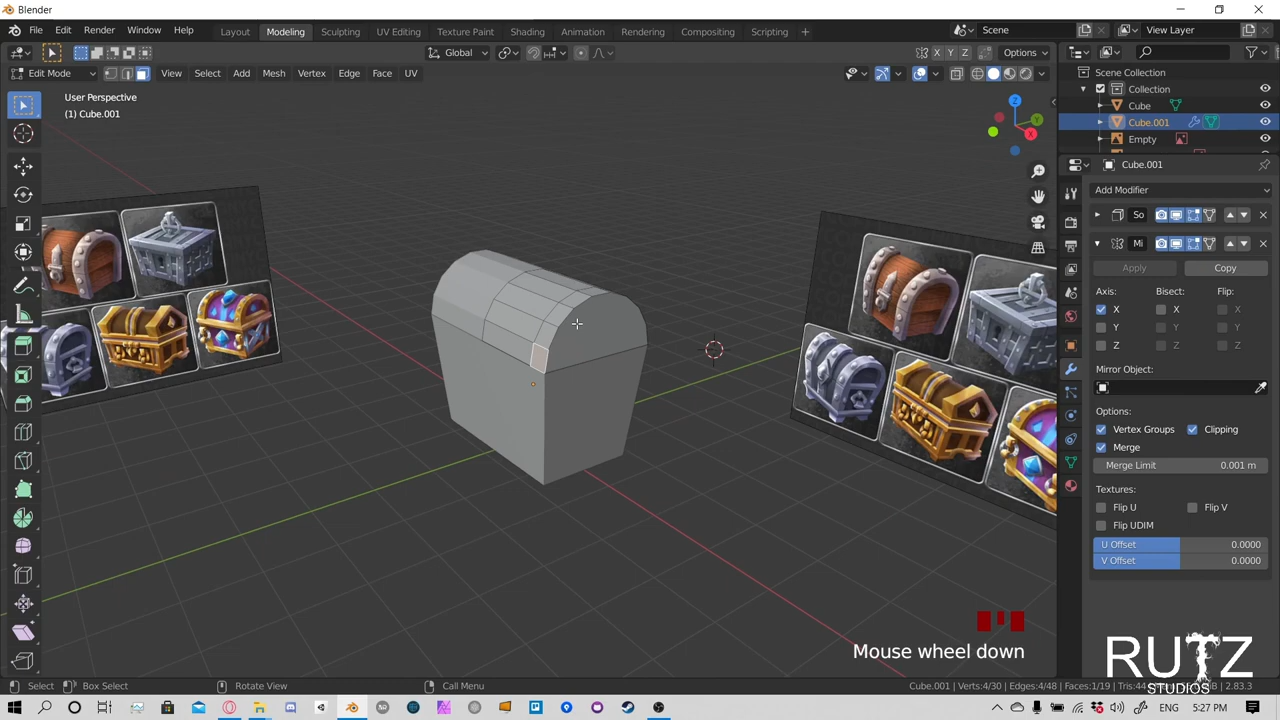 Blender
File Edit Render Window Help Layout Modeling Sculpting UV Editing Texture Paint Shading Animation Rendering Compositing Scripting + Scene View Layer
Global X Y Z Options
Edit Mode View Select Add Mesh Vertex Edge Face UV
User Perspective
(1) Cube.001
Scene Collection
Collection
Cube
Cube.001
Empty
Cube.001
Add Modifier
So
Mi
Apply Copy
Axis: Bisect: Flip:
X X X
Y Y Y
Z Z Z
Mirror Object:
Options:
Vertex Groups Clipping
Merge
Merge Limit 0.001 m
Textures:
Flip U Flip V
Flip UDIM
U Offset 0.0000
V Offset 0.0000
Z
Y
X
Mouse wheel down
RUTZ
STUDIOS
Select Box Select Rotate View Call Menu Cube.001 | Verts:4/30 | Edges:4/48 | Faces:1/19 | Tris:44 2.83.3
ENG 5:27 PM